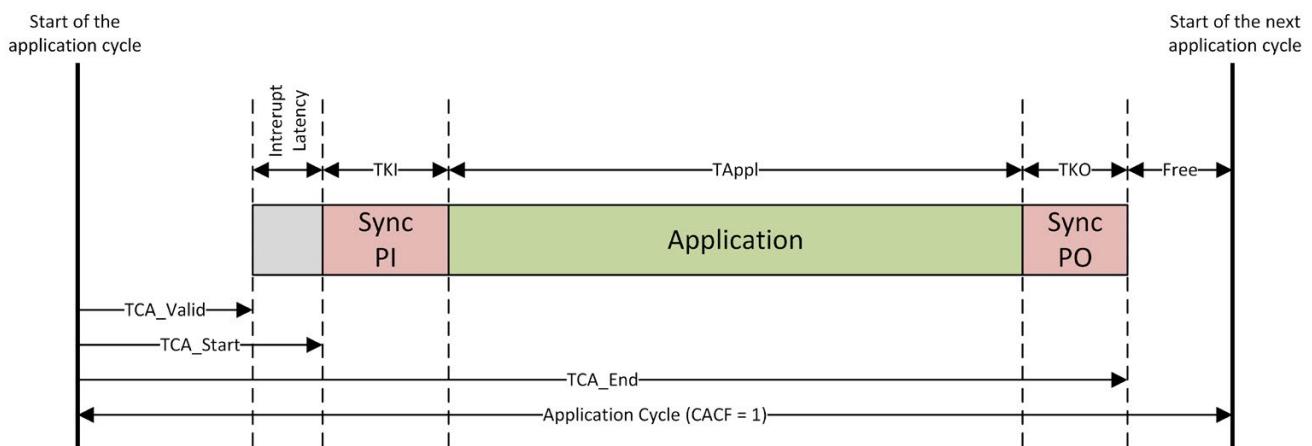 Start of the
application cycle
Start of the next
application cycle
Intrerupt
Latency
TKI
TAppl
TKO
Free
Sync
PI
Application
Sync
PO
TCA_Valid
TCA_Start
TCA_End
Application Cycle (CACF = 1)